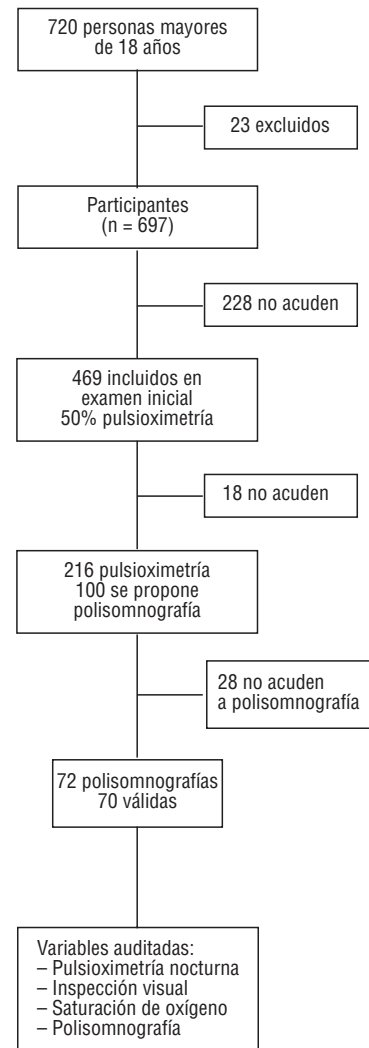 720 personas mayores
de 18 años
23 excluidos
Participantes
(n = 697)
228 no acuden
469 incluidos en
examen inicial
50% pulsioximetría
18 no acuden
216 pulsioximetría
100 se propone
polisomnografía
28 no acuden
a polisomnografía
72 polisomnografías
70 válidas
Variables auditadas:
– Pulsioximetría nocturna
– Inspección visual
– Saturación de oxígeno
– Polisomnografía